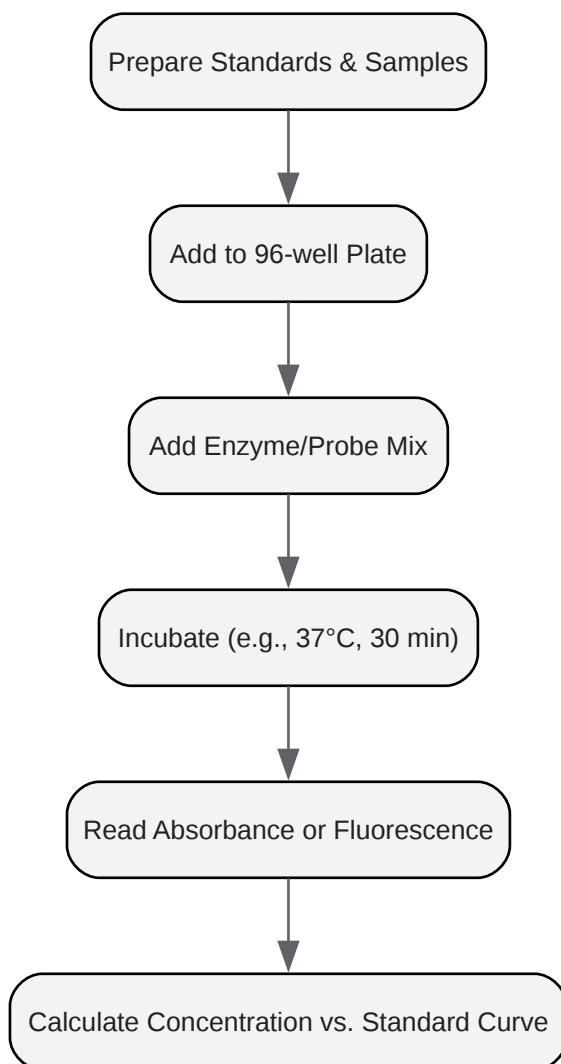 Prepare Standards & Samples
Add to 96-well Plate
Add Enzyme/Probe Mix
Incubate (e.g., 37°C, 30 min)
Read Absorbance or Fluorescence
Calculate Concentration vs. Standard Curve